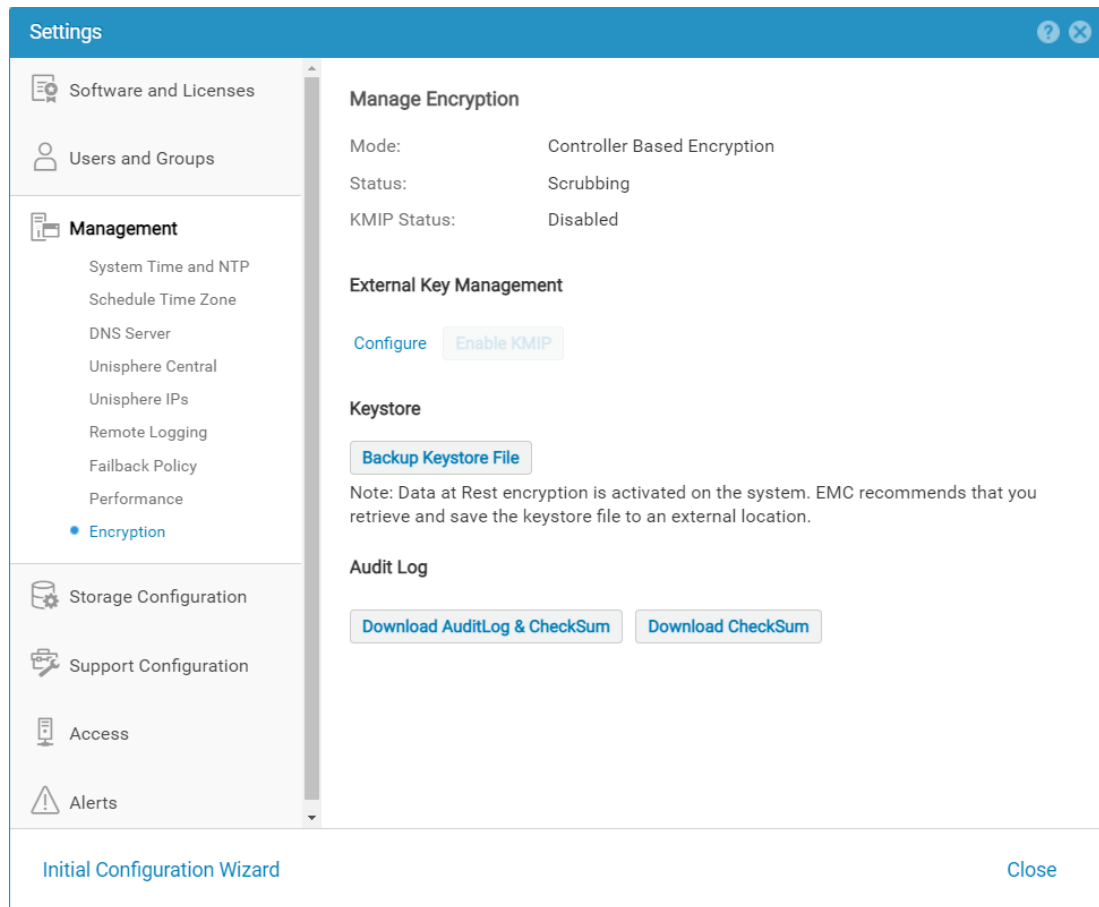 Settings
Software and Licenses
Users and Groups
Management
System Time and NTP
Schedule Time Zone
DNS Server
Unisphere Central
Unisphere IPs
Remote Logging
Failback Policy
Performance
Encryption
Storage Configuration
Support Configuration
Access
Alerts
Manage Encryption
Mode: Controller Based Encryption
Status: Scrubbing
KMIP Status: Disabled
External Key Management
Configure Enable KMIP
Keystore
Backup Keystore File
Note: Data at Rest encryption is activated on the system. EMC recommends that you
retrieve and save the keystore file to an external location.
Audit Log
Download AuditLog & CheckSum Download CheckSum
Initial Configuration Wizard Close